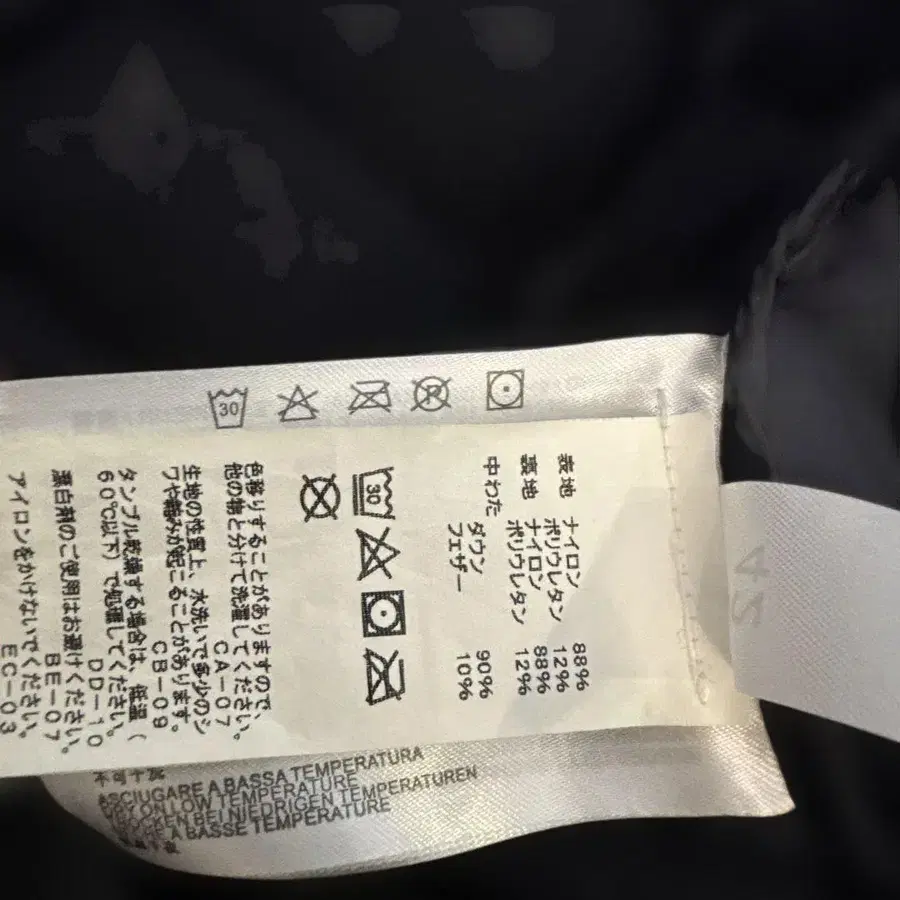 30
P
表地 ナイロン 88%
ポリウレタン 12%
裏地 ナイロン 88%
ポリウレタン 12%
中わた
ダウン 90%
フェザー 10%
30
色移りすることがありますので、
他の物と分けて洗濯してください。
CA-07
生地の性質上、水洗いで多少のシ
ワや縮みが起こることがあります。
CB-09
タンブル乾燥する場合は、低温(
60℃以下)で処理してください。
DD-10
漂白剤のご使用はお避けください。
BE-07
アイロンをかけないでください。
EC-03
不可干洗
ASCIUGARE A BASSA TEMPERATURA
DRY ON LOW TEMPERATURE
TROCKEN BEI NIEDRIGEN TEMPERATUREN
A BASSE TEMPERATURE